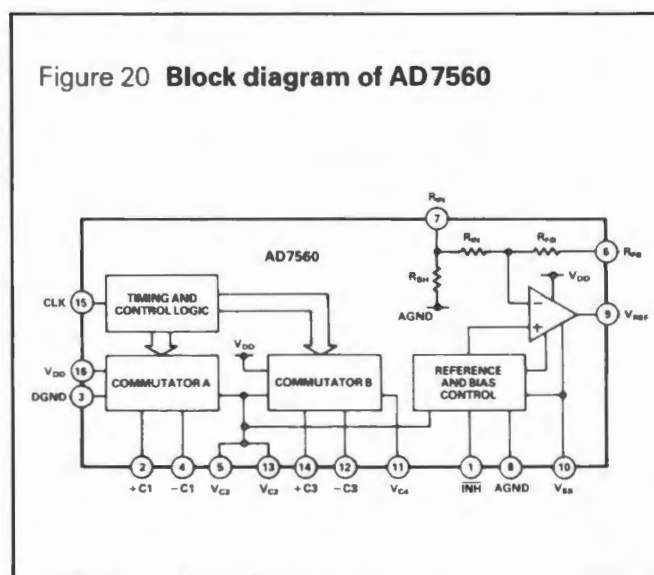 Figure 20 Block diagram of AD7560
R_IN
7
R_IN
R_FB
6
R_FB
AD7560
R_SH
V_DD
CLK
15
TIMING AND
CONTROL LOGIC
AGND
−
+
9
V_REF
V_DD
V_DD
16
COMMUTATOR A
COMMUTATOR B
REFERENCE
AND BIAS
CONTROL
DGND
3
2
4
5
13
14
12
11
1
8
10
+C1
−C1
V_C2
V_C2
+C3
−C3
V_C4
INH
AGND